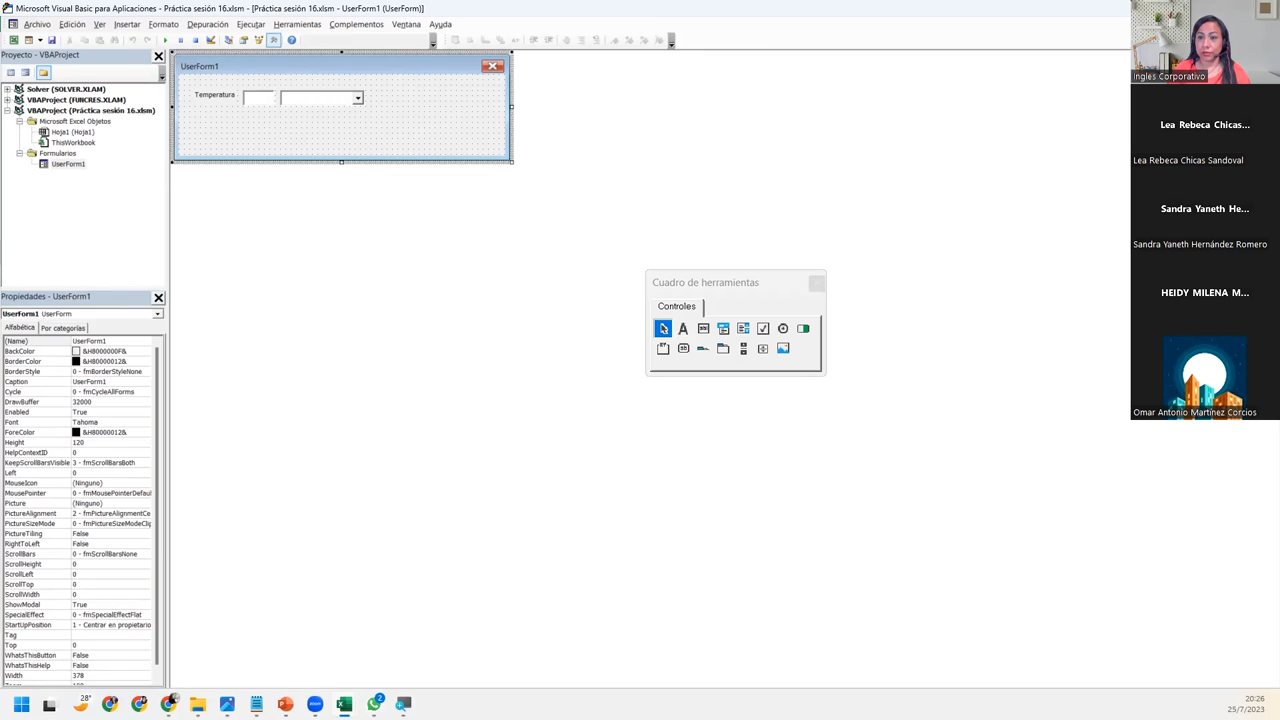 Microsoft Visual Basic para Aplicaciones - Práctica sesión 16.xlsm - [Práctica sesión 16.xlsm - UserForm1 (UserForm)]
Archivo Edición Ver Insertar Formato Depuración Ejecutar Herramientas Complementos Ventana Ayuda
Proyecto - VBAProject
Solver (SOLVER.XLAM)
VBAProject (FUNCRES.XLAM)
VBAProject (Práctica sesión 16.xlsm)
Microsoft Excel Objetos
Hoja1 (Hoja1)
ThisWorkbook
Formularios
UserForm1
UserForm1
Temperatura
Cuadro de herramientas
Controles
Propiedades - UserForm1
UserForm1 UserForm
Alfabética Por categorías
(Name) UserForm1
BackColor &H8000000F&
BorderColor &H80000012&
BorderStyle 0 - fmBorderStyleNone
Caption UserForm1
Cycle 0 - fmCycleAllForms
DrawBuffer 32000
Enabled True
Font Tahoma
ForeColor &H80000012&
Height 120
HelpContextID 0
KeepScrollBarsVisible 3 - fmScrollBarsBoth
Left 0
MouseIcon (Ninguno)
MousePointer 0 - fmMousePointerDefau
Picture (Ninguno)
PictureAlignment 2 - fmPictureAlignmentCe
PictureSizeMode 0 - fmPictureSizeModeCli
PictureTiling False
RightToLeft False
ScrollBars 0 - fmScrollBarsNone
ScrollHeight 0
ScrollLeft 0
ScrollTop 0
ScrollWidth 0
ShowModal True
SpecialEffect 0 - fmSpecialEffectFlat
StartUpPosition 1 - Centrar en propietario
Tag
Top 0
WhatsThisButton False
WhatsThisHelp False
Width 378
Ingles Corporativo
Lea Rebeca Chicas...
Lea Rebeca Chicas Sandoval
Sandra Yaneth He...
Sandra Yaneth Hernández Romero
HEIDY MILENA M...
Omar Antonio Martínez Corcios
28°
zoom
2
20:26
25/7/2023